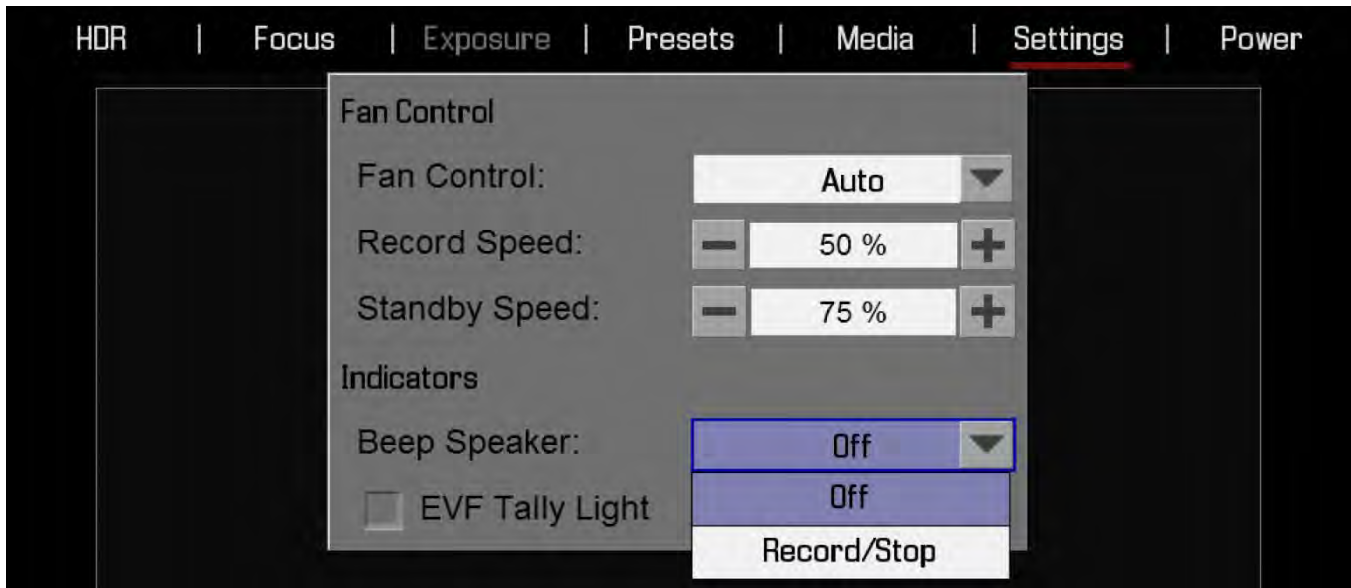 HDR | Focus | Exposure | Presets | Media | Settings | Power
Fan Control
Fan Control: Auto
Record Speed: 50 %
Standby Speed: 75 %
Indicators
Beep Speaker: Off
Off
EVF Tally Light
Record/Stop